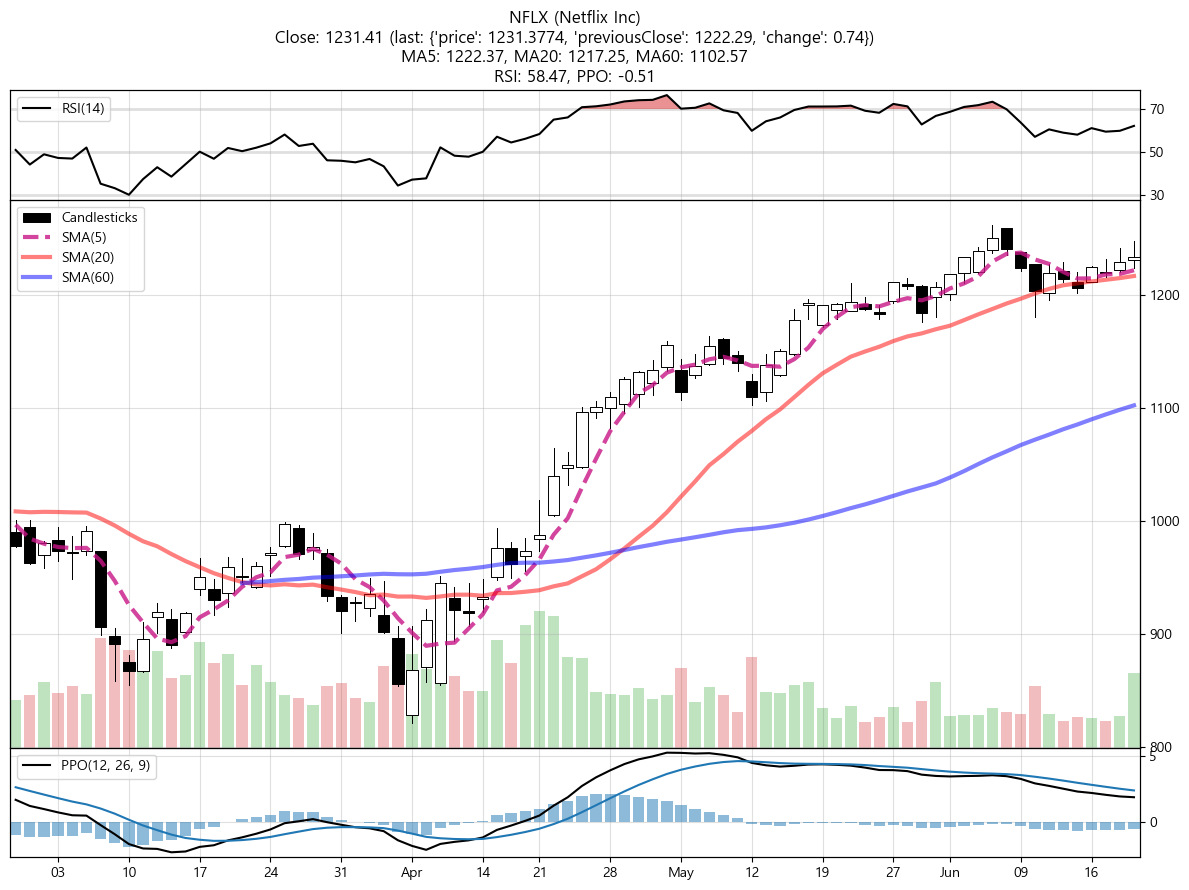 NFLX (Netflix Inc)
Close: 1231.41 (last: {'price': 1231.3774, 'previousClose': 1222.29, 'change': 0.74})
MA5: 1222.37, MA20: 1217.25, MA60: 1102.57
RSI: 58.47, PPO: -0.51
RSI(14)
70
50
30
Candlesticks
SMA(5)
SMA(20)
SMA(60)
1200
1100
1000
900
800
PPO(12, 26, 9)
5
0
03 10 17 24 31 Apr 14 21 28 May 12 19 27 Jun 09 16